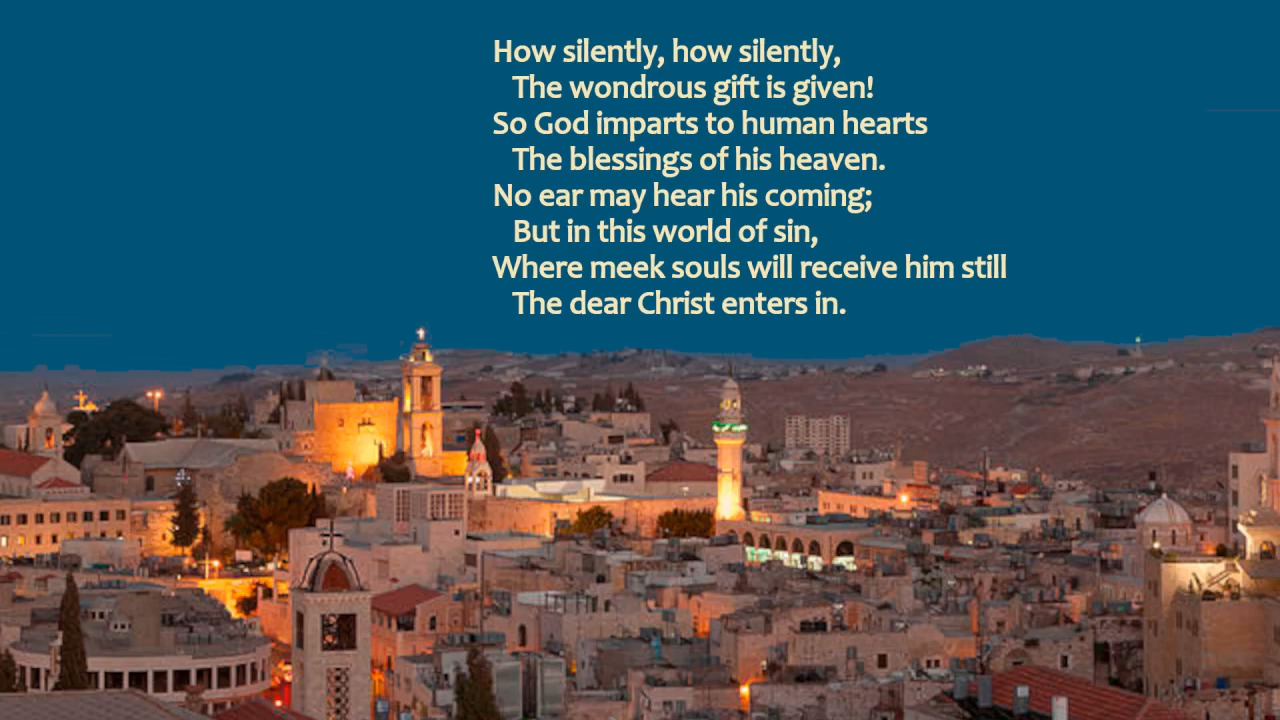 How silently, how silently,
The wondrous gift is given!
So God imparts to human hearts
The blessings of his heaven.
No ear may hear his coming;
But in this world of sin,
Where meek souls will receive him still
The dear Christ enters in.